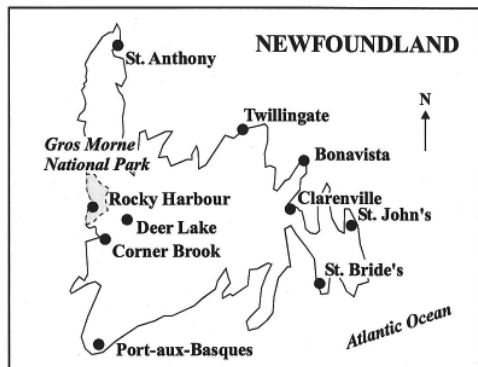 NEWFOUNDLAND
St. Anthony
N
Twillingate
Gros Morne
National Park
Bonavista
Rocky Harbour
Clarenville
Deer Lake
St. John's
Corner Brook
St. Bride's
Atlantic Ocean
Port-aux-Basques